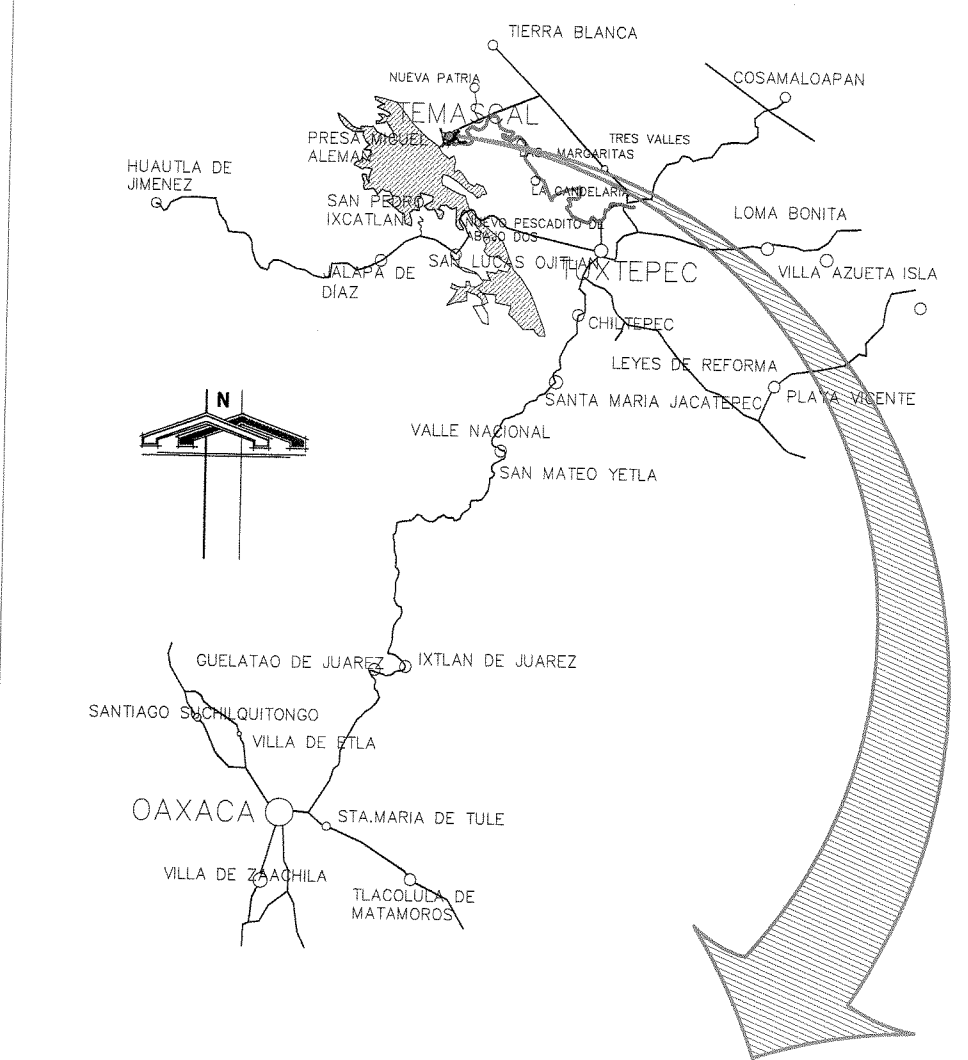 TIERRA BLANCA
NUEVA PATRIA
COSAMALOAPAN
TEMASCAL
PRESA MIGUEL
ALEMAN
TRES VALLES
LAS MARGARITAS
HUAUTLA DE
JIMENEZ
LA CANDELARIA
SAN PEDRO
IXCATLAN
LOMA BONITA
NUEVO PESCADITO DE
ABAJO DOS
SAN LUCAS OJITLAN
TUXTEPEC
JALAPA DE
DÍAZ
VILLA AZUETA
ISLA
CHILTEPEC
LEYES DE REFORMA
SANTA MARIA JACATEPEC
PLAYA VICENTE
N
VALLE NACIONAL
SAN MATEO YETLA
GUELATAO DE JUAREZ
IXTLAN DE JUAREZ
SANTIAGO SUCHILQUITONGO
VILLA DE ETLA
OAXACA
STA.MARIA DE TULE
VILLA DE ZAACHILA
TLACOLULA DE
MATAMOROS